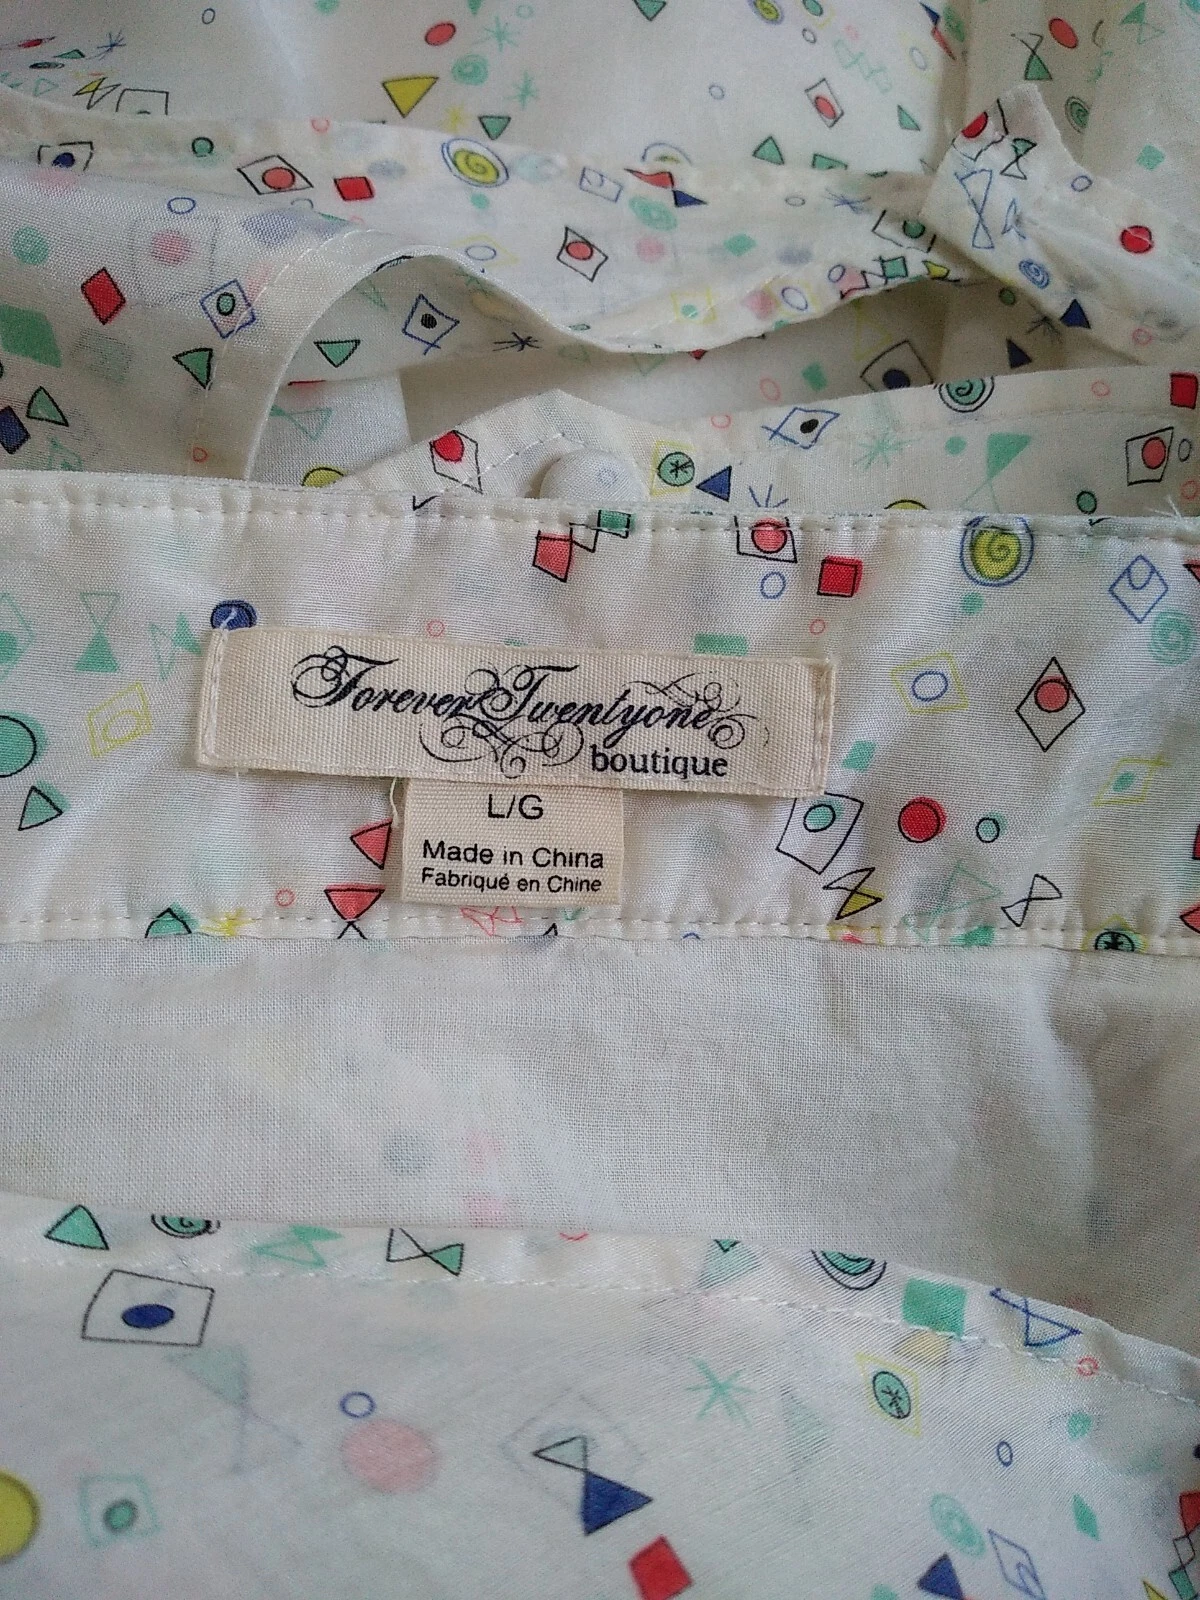 Forever Twentyone
boutique
L/G
Made in China
Fabriqué en Chine